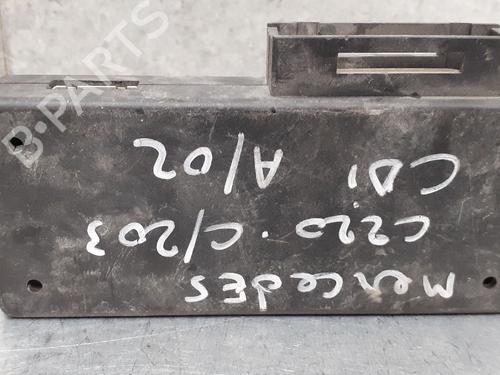 MercedES
C220 · C/203
CDi A/02
B-PARTS